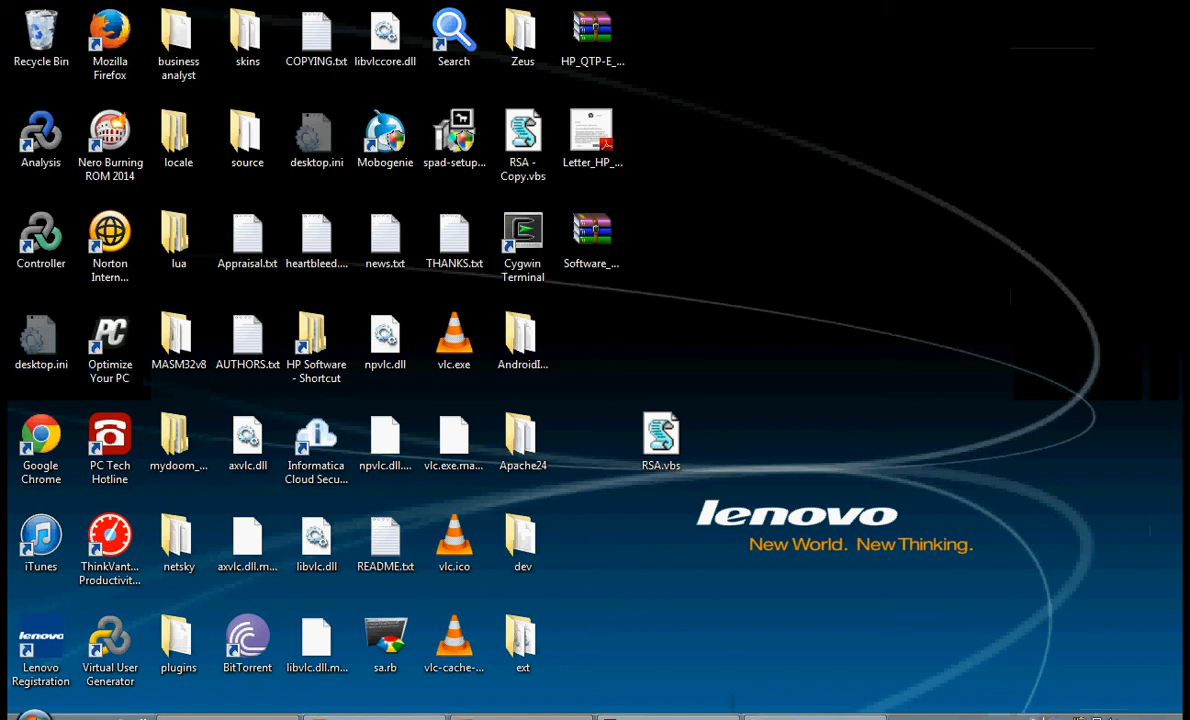 Recycle Bin
Mozilla
Firefox
business
analyst
skins
COPYING.txt
libvlccore.dll
Search
Zeus
HP_QTP-E_...
Analysis
Nero Burning
ROM 2014
locale
source
desktop.ini
Mobogenie
spad-setup...
RSA -
Copy.vbs
Letter_HP_...
Controller
Norton
Intern...
lua
Appraisal.txt
heartbleed....
news.txt
THANKS.txt
Cygwin
Terminal
Software_...
desktop.ini
PC
Optimize
Your PC
MASM32v8
AUTHORS.txt
HP Software
- Shortcut
npvlc.dll
vlc.exe
AndroidI...
Google
Chrome
PC Tech
Hotline
mydoom_...
axvlc.dll
Informatica
Cloud Secu...
npvlc.dll....
vlc.exe.ma...
Apache24
RSA.vbs
iTunes
ThinkVant...
Productivit...
netsky
axvlc.dll.m...
libvlc.dll
README.txt
vlc.ico
dev
lenovo
New World. New Thinking.
lenovo
Lenovo
Registration
Virtual User
Generator
plugins
BitTorrent
libvlc.dll.m...
sa.rb
vlc-cache-...
ext